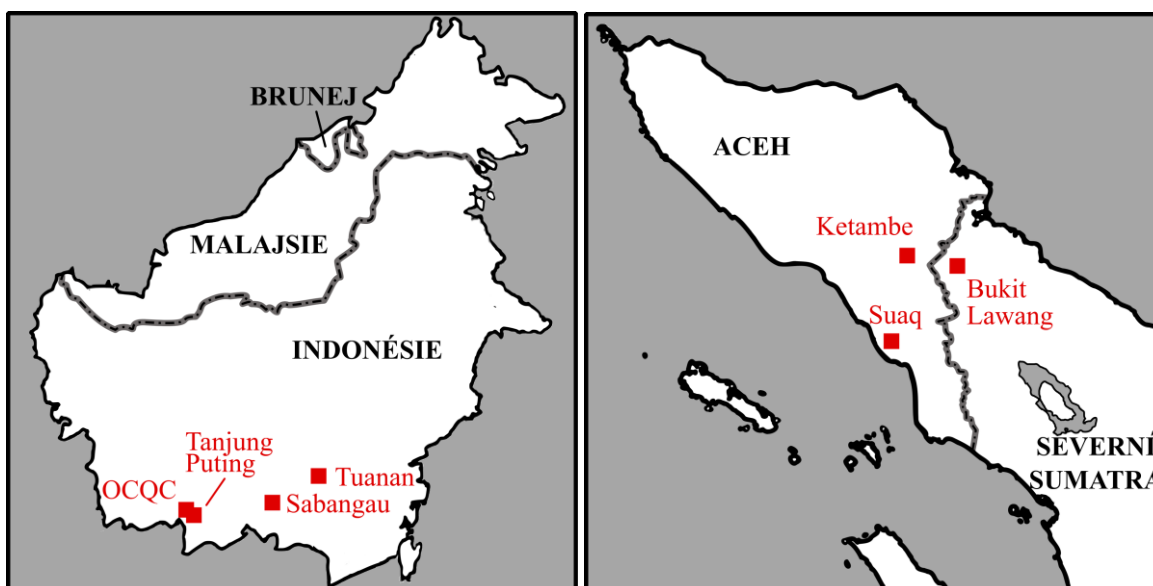 BRUNEJ
MALAJSIE
INDONÉSIE
Tanjung
Puting
OCQC
Tuanan
Sabangau
ACEH
Ketambe
Bukit
Lawang
Suaq
SEVERNÍ
SUMATRA